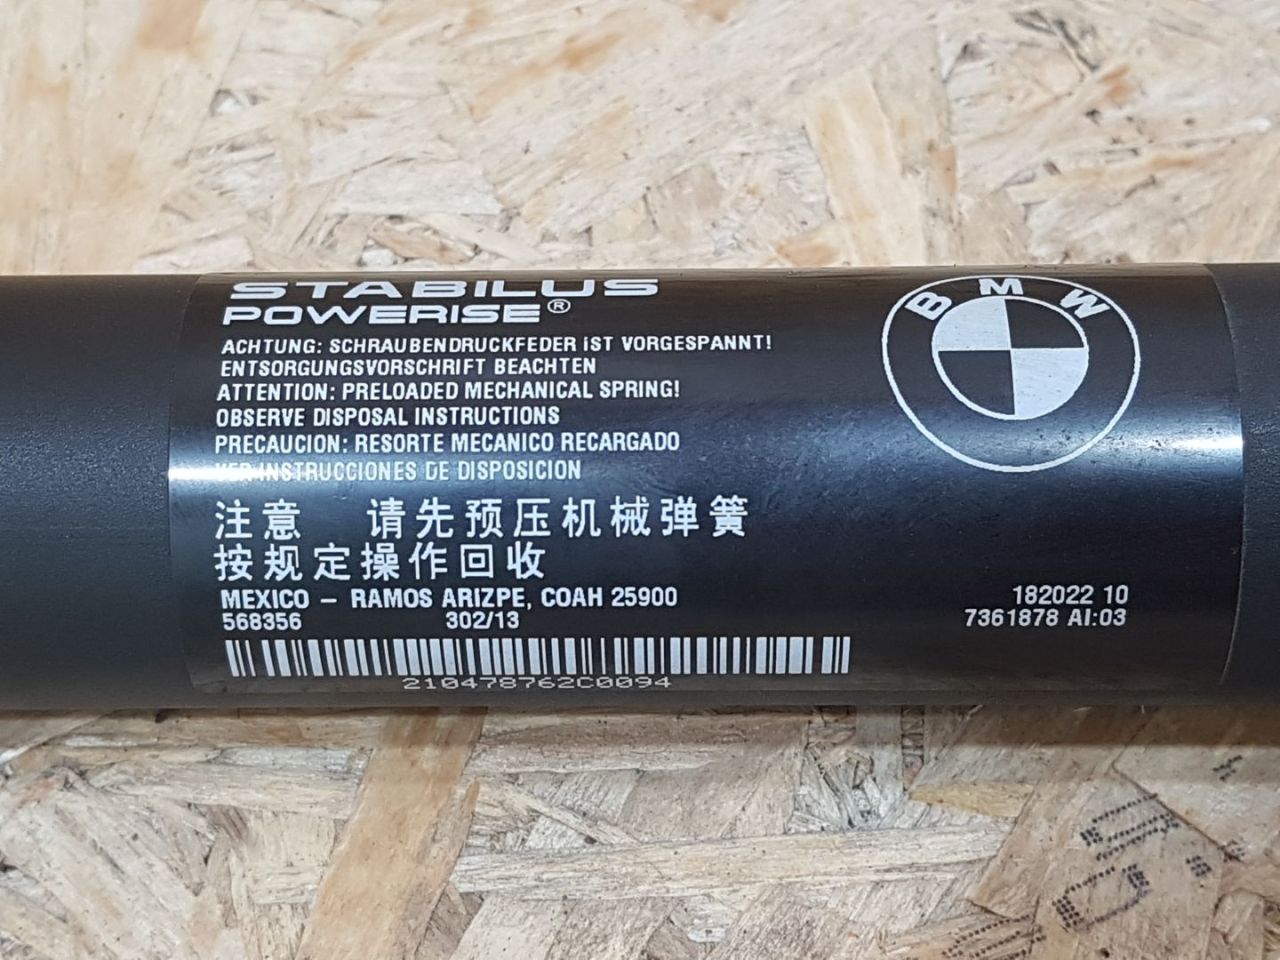 STABILUS
POWERISE®
ACHTUNG: SCHRAUBENDRUCKFEDER iST VORGESPANNT!
ENTSORGUNGSVORSCHRIFT BEACHTEN
ATTENTION: PRELOADED MECHANICAL SPRING!
OBSERVE DISPOSAL INSTRUCTIONS
PRECAUCION: RESORTE MECANICO RECARGADO
VER INSTRUCCIONES DE DISPOSICION
注意 请先预压机械弹簧
按规定操作回收
MEXICO – RAMOS ARIZPE, COAH 25900
568356 302/13
210478762C0094
BMW
182022 10
7361878 AI:03